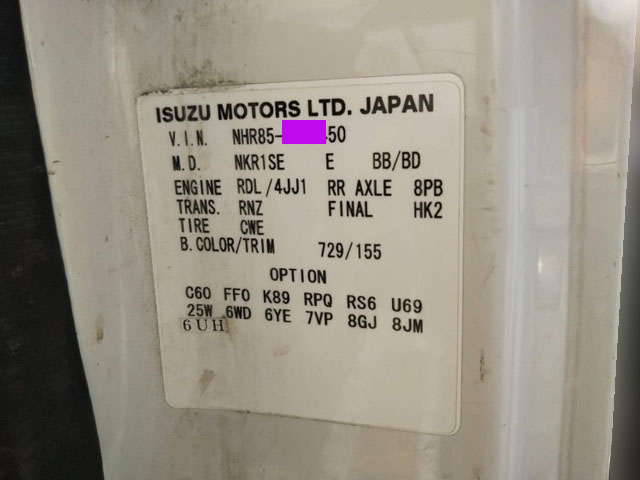 ISUZU MOTORS LTD. JAPAN
V.I.N. NHR85- 50
M.D. NKR1SE E BB/BD
ENGINE RDL/4JJ1 RR AXLE 8PB
TRANS. RNZ FINAL HK2
TIRE CWE
B.COLOR/TRIM 729/155
OPTION
C60 FF0 K89 RPQ RS6 U69
25W 6WD 6YE 7VP 8GJ 8JM
6UH